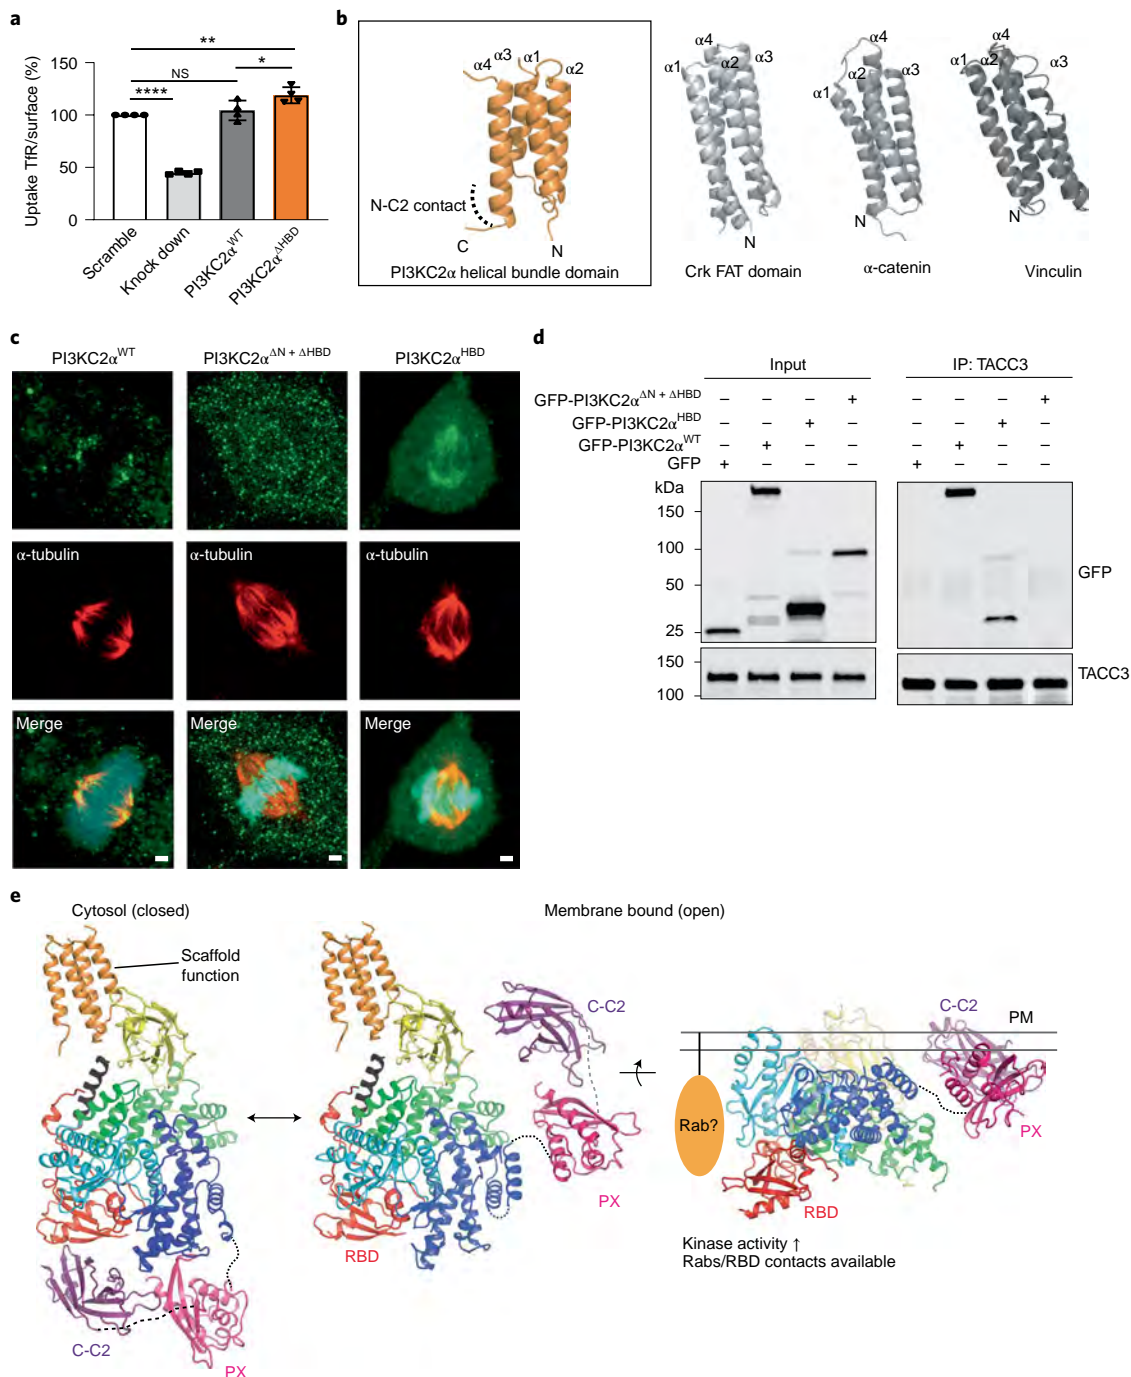 a
**
NS
*
****
150
100
50
0
Uptake TfR/surface (%)
Scramble
Knock down
PI3KC2α^WT
PI3KC2α^ΔHBD
b
α4
α3
α1
α2
N-C2 contact
C
N
PI3KC2α helical bundle domain
α4
α1
α2
α3
N
Crk FAT domain
α4
α2
α3
α1
N
α-catenin
α4
α1
α2
α3
N
Vinculin
c
PI3KC2α^WT
PI3KC2α^ΔN + ΔHBD
PI3KC2α^HBD
α-tubulin
α-tubulin
α-tubulin
Merge
Merge
Merge
d
Input
IP: TACC3
GFP-PI3KC2α^ΔN + ΔHBD – – – + – – – +
GFP-PI3KC2α^HBD – – + – – – + –
GFP-PI3KC2α^WT – + – – – + – –
GFP + – – – + – – –
kDa
150
100
50
25
GFP
150
100
TACC3
e
Cytosol (closed)
Membrane bound (open)
Scaffold
function
C-C2
PX
RBD
C-C2
PX
C-C2
PM
Rab?
PX
RBD
Kinase activity ↑
Rabs/RBD contacts available